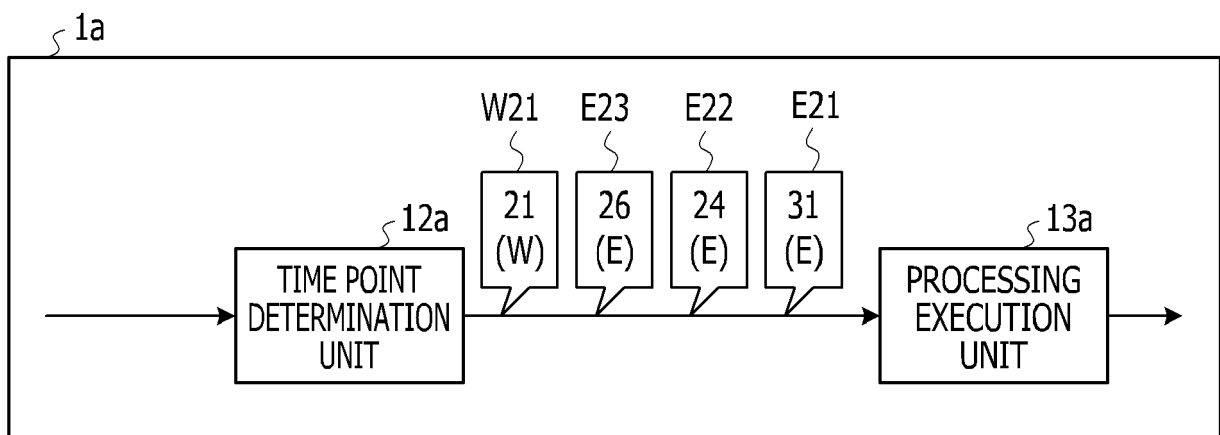 1a
W21 E23 E22 E21
21 26 24 31
(W) (E) (E) (E)
12a 13a
TIME POINT
DETERMINATION
UNIT
PROCESSING
EXECUTION
UNIT